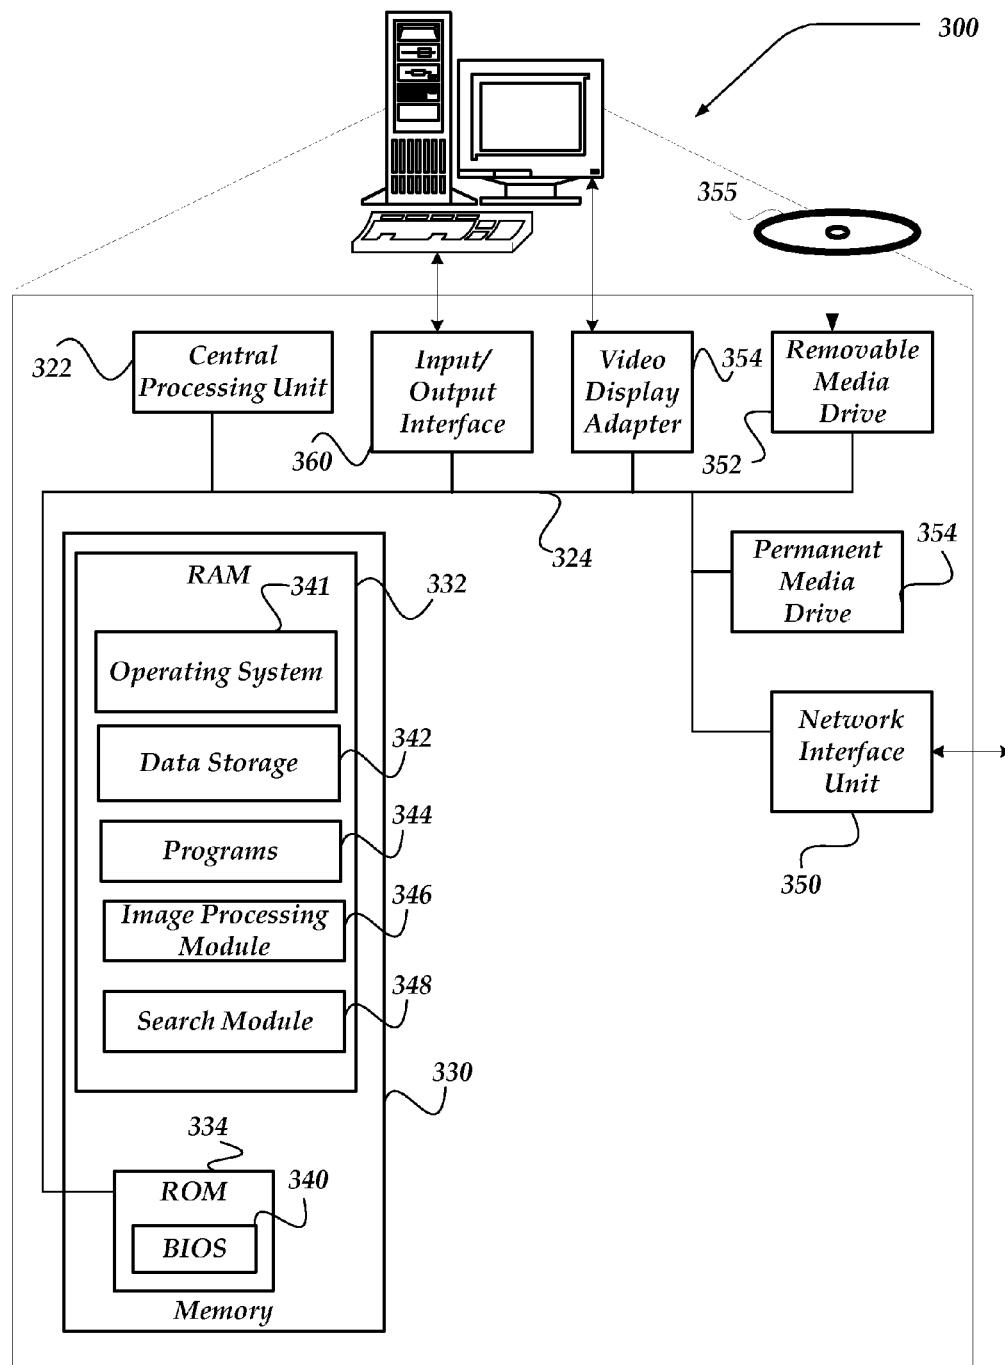 300
355
322
Central
Processing Unit
Input/
Output
Interface
360
Video
Display
Adapter
354
Removable
Media
Drive
352
324
Permanent
Media
Drive
354
RAM
332
341
Operating System
Data Storage
342
Programs
344
Image Processing
Module
346
Search Module
348
330
Network
Interface
Unit
350
334
ROM
340
BIOS
Memory